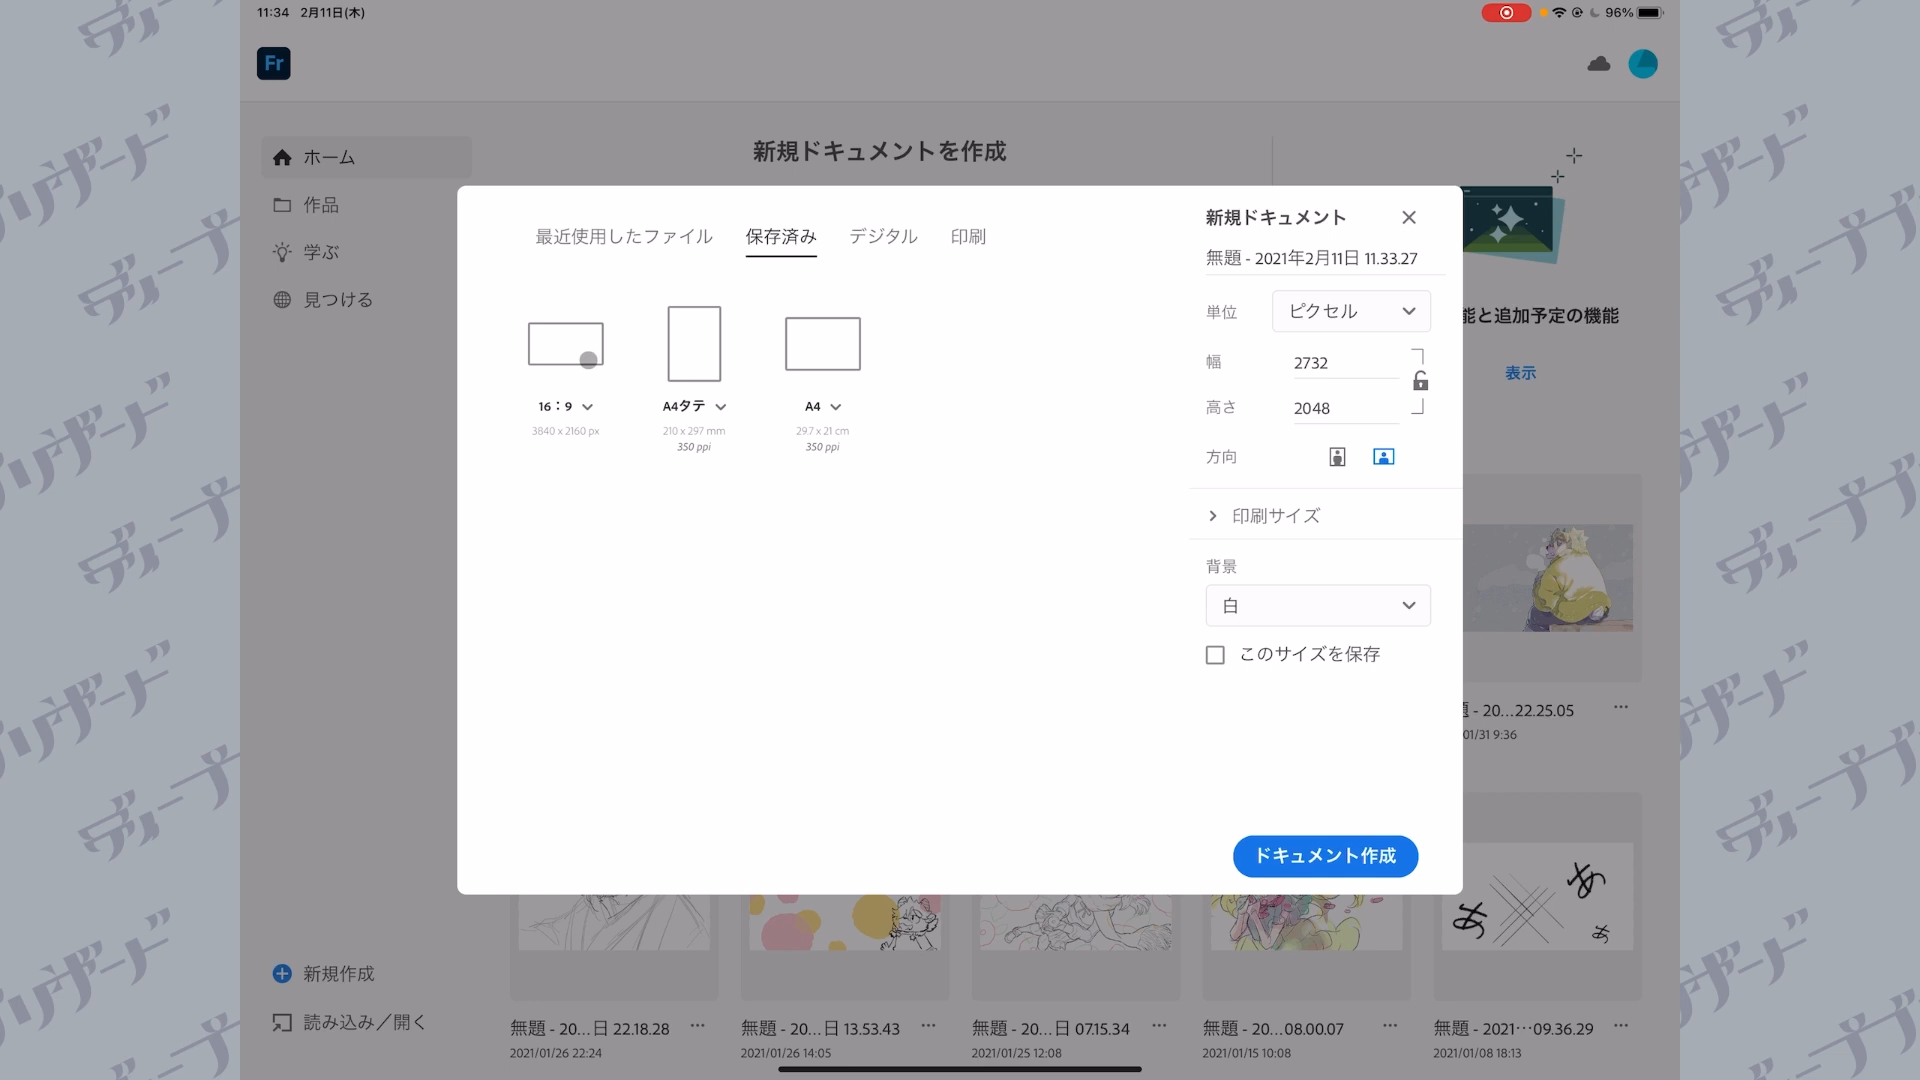 11:34 2月11日(木)
96%
Fr
ホーム
作品
学ぶ
見つける
新規作成
読み込み／開く
新規ドキュメントを作成
最近使用したファイル 保存済み デジタル 印刷
16：9
3840 x 2160 px
A4タテ
210 x 297 mm
350 ppi
A4
29.7 x 21 cm
350 ppi
新規ドキュメント
無題 - 2021年2月11日 11.33.27
単位 ピクセル
幅 2732
高さ 2048
方向
印刷サイズ
背景
白
このサイズを保存
ドキュメント作成
能と追加予定の機能
表示
- 20…22.25.05
01/31 9:36
あ
あ
あ
無題 - 20…日 22.18.28
2021/01/26 22:24
無題 - 20…日 13.53.43
2021/01/26 14:05
無題 - 20…日 07.15.34
2021/01/25 12:08
無題 - 20…08.00.07
2021/01/15 10:08
無題 - 2021…09.36.29
2021/01/08 18:13